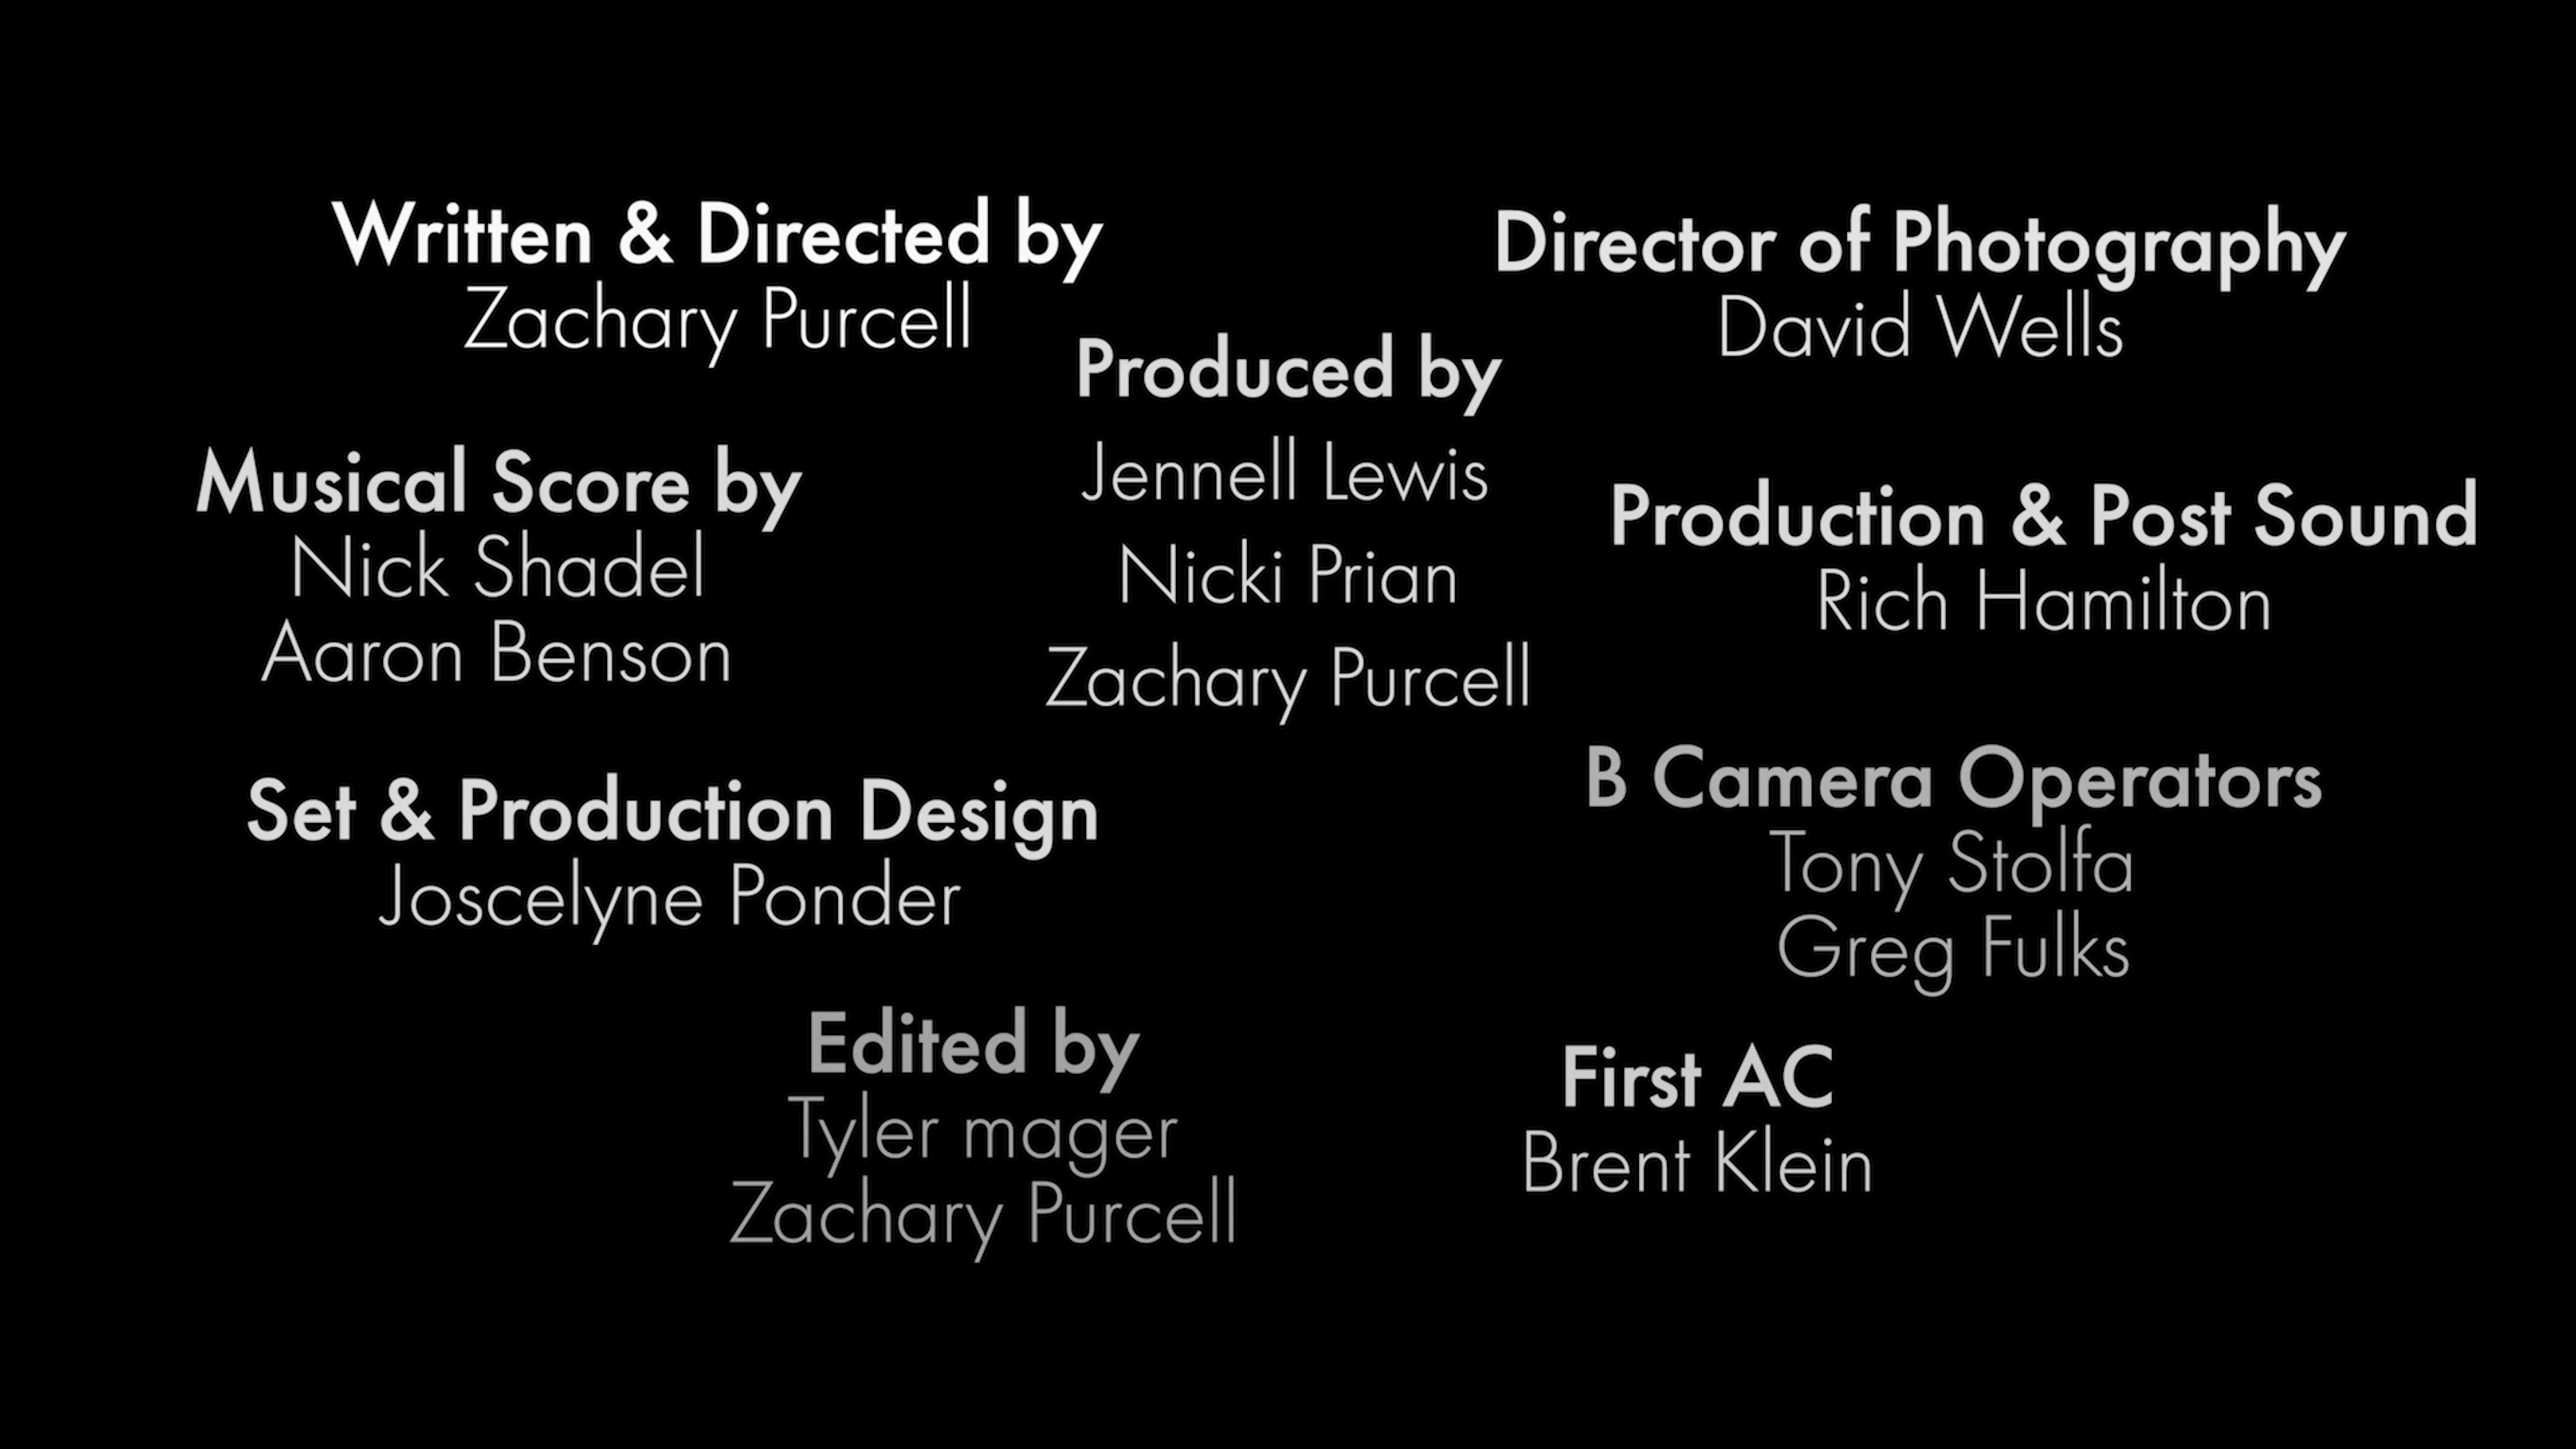 Written & Directed by
Zachary Purcell
Director of Photography
David Wells
Produced by
Jennell Lewis
Nicki Prian
Zachary Purcell
Musical Score by
Nick Shadel
Aaron Benson
Production & Post Sound
Rich Hamilton
Set & Production Design
Joscelyne Ponder
B Camera Operators
Tony Stolfa
Greg Fulks
Edited by
Tyler mager
Zachary Purcell
First AC
Brent Klein